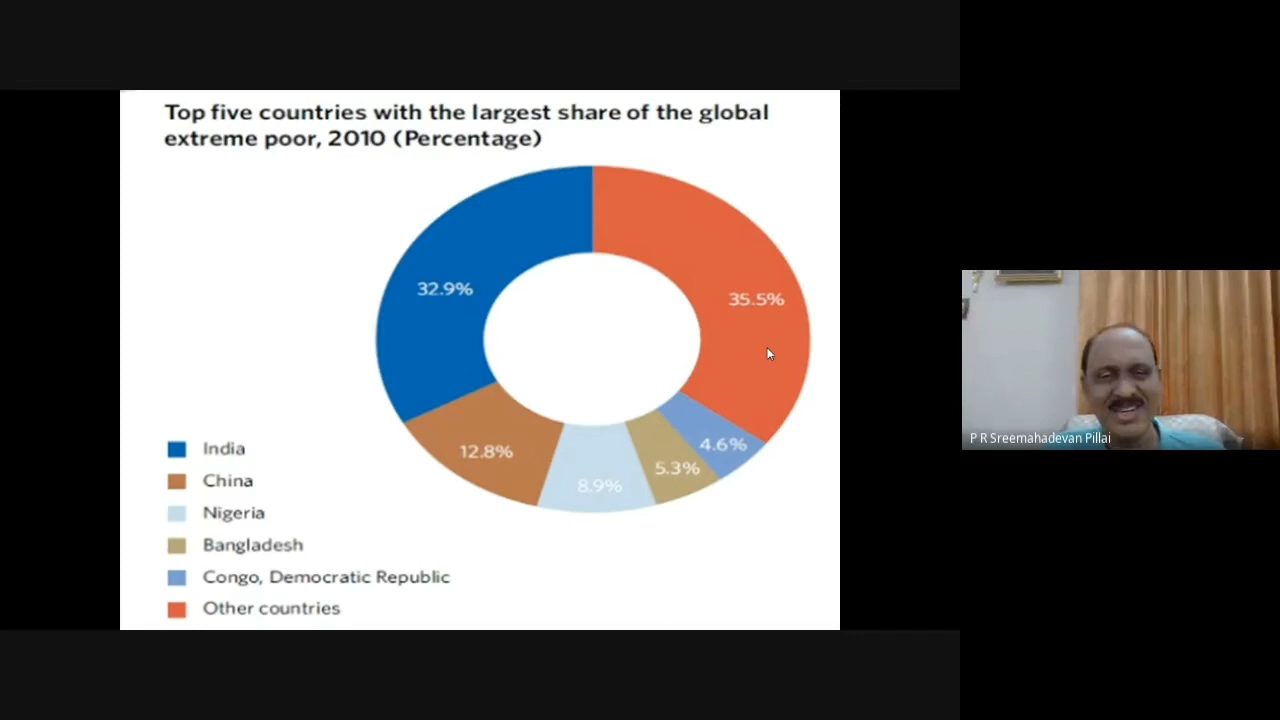 Top five countries with the largest share of the global
extreme poor, 2010 (Percentage)
32.9%
35.5%
12.8%
8.9%
5.3%
4.6%
India
China
Nigeria
Bangladesh
Congo, Democratic Republic
Other countries
P R Sreemahadevan Pillai